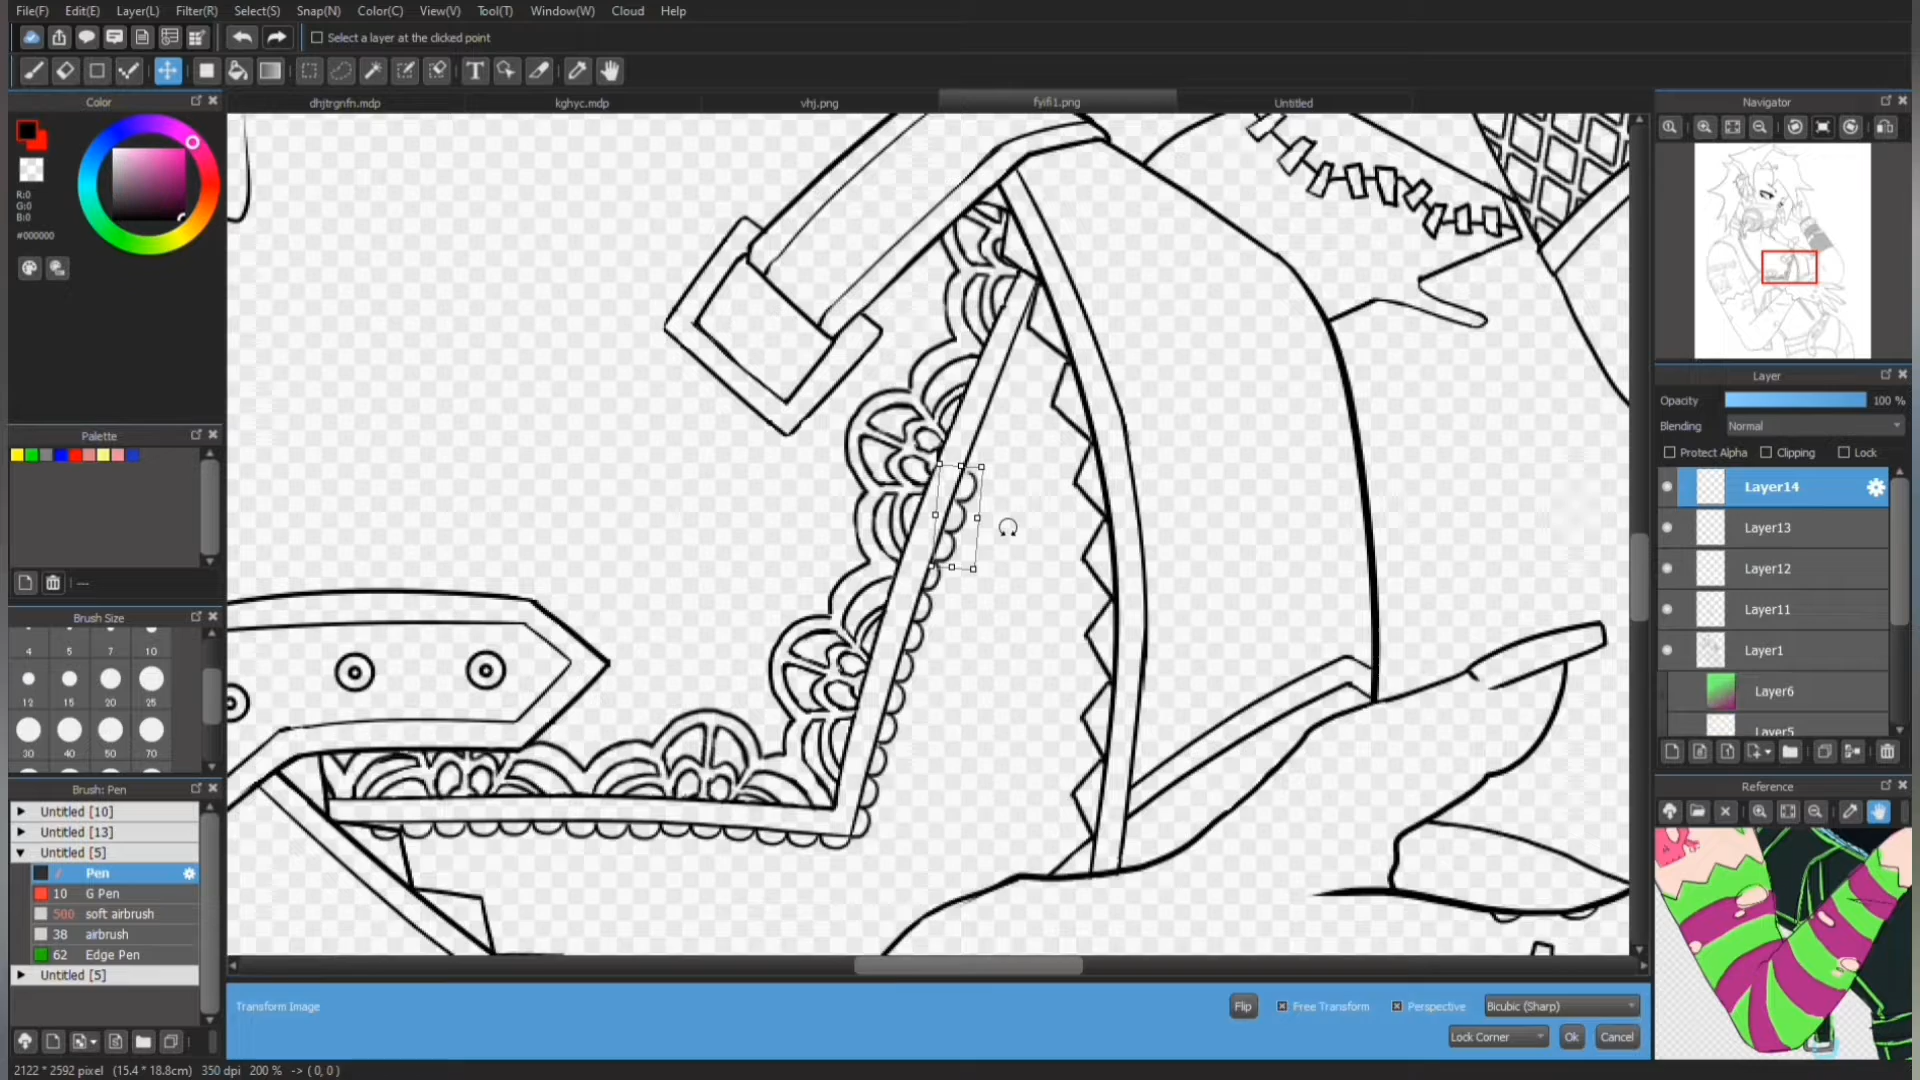 File(F) Edit(E) Layer(L) Filter(R) Select(S) Snap(N) Color(C) View(V) Tool(T) Window(W) Cloud Help
Select a layer at the clicked point
dhjtrgnfn.mdp kghyc.mdp vhj.png fyifi1.png Untitled
Color
R:0
G:0
B:0
#000000
Palette
---
Brush Size
4 5 7 10
12 15 20 25
30 40 50 70
Brush: Pen
Untitled [10]
Untitled [13]
Untitled [5]
Pen
10 G Pen
500 soft airbrush
38 airbrush
62 Edge Pen
Untitled [5]
Navigator
Layer
Opacity 100 %
Blending Normal
Protect Alpha Clipping Lock
Layer14
Layer13
Layer12
Layer11
Layer1
Layer6
Layer5
Reference
Transform Image Flip Free Transform Perspective Bicubic (Sharp)
Lock Corner Ok Cancel
2122 * 2592 pixel (15.4 * 18.8cm) 350 dpi 200 % -> ( 0, 0 )